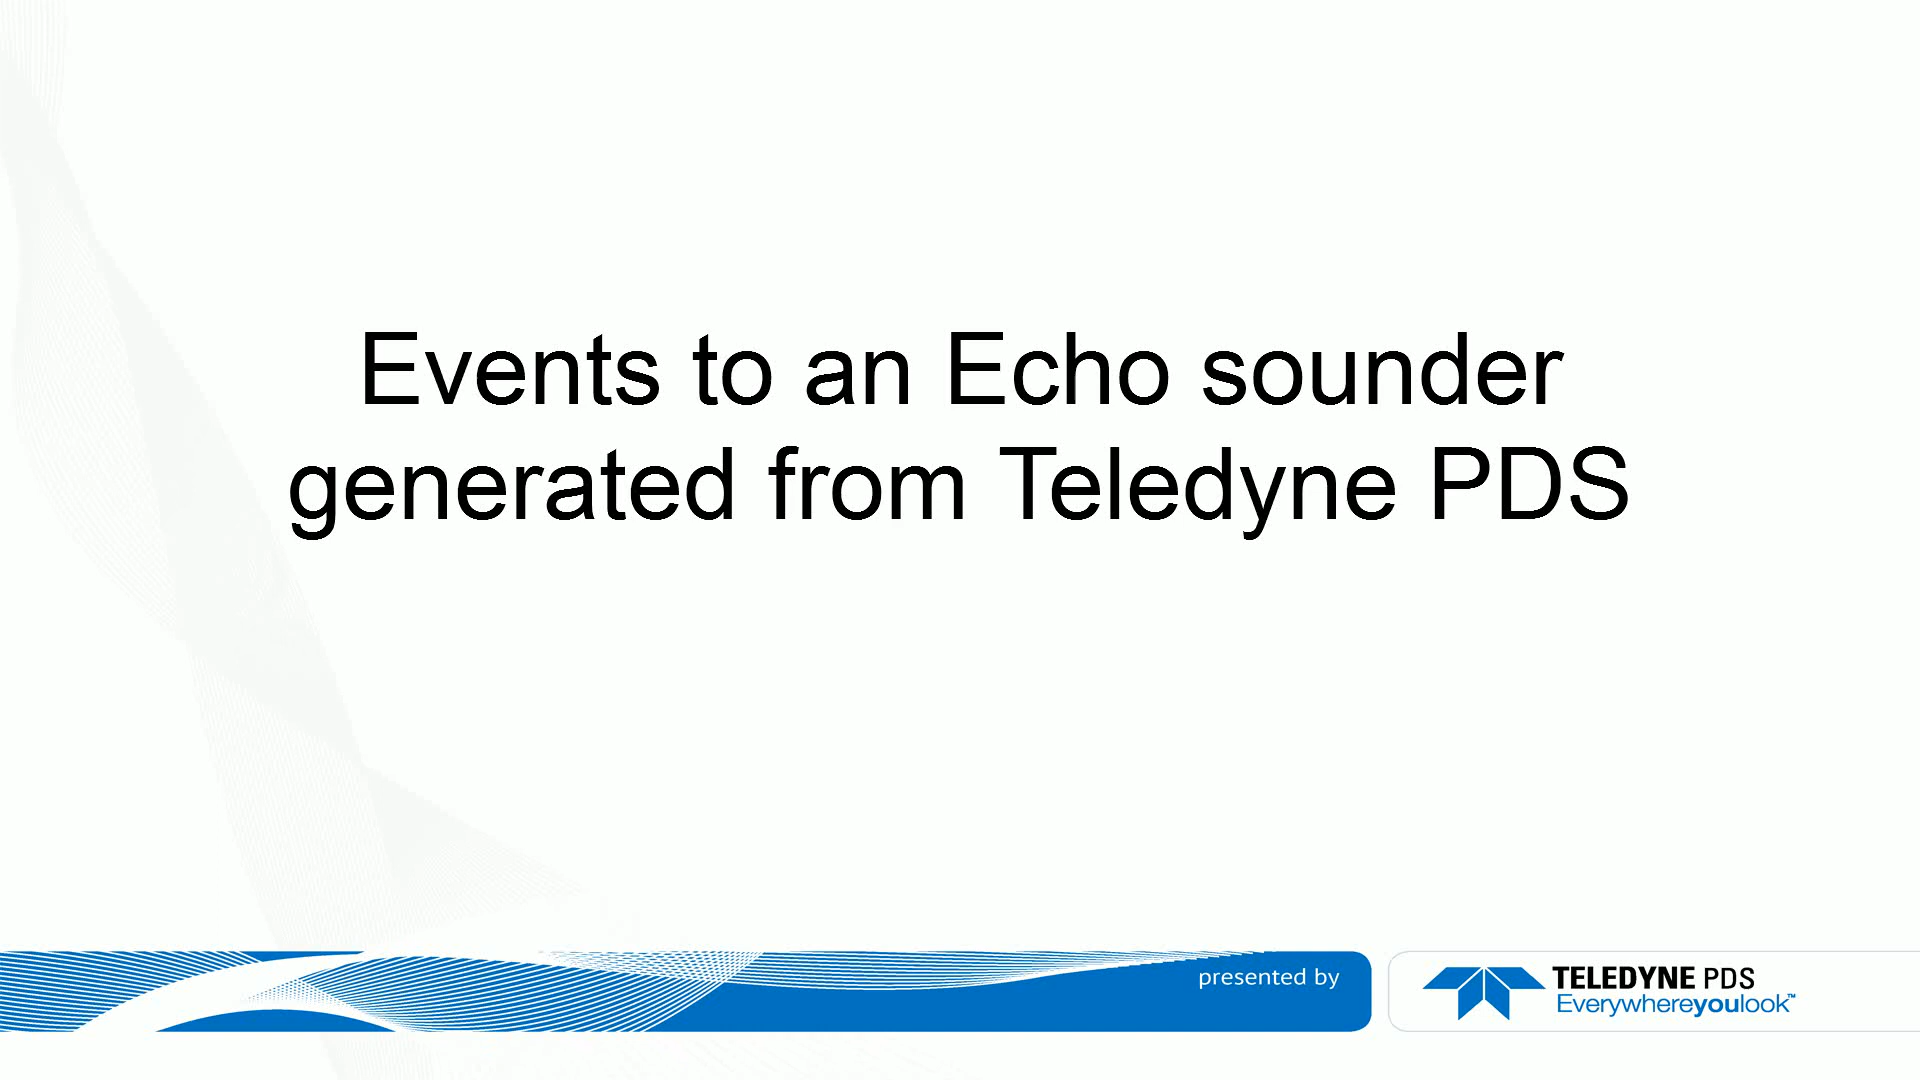 Events to an Echo sounder
generated from Teledyne PDS
presented by
TELEDYNE PDS
Everywhereyoulook™